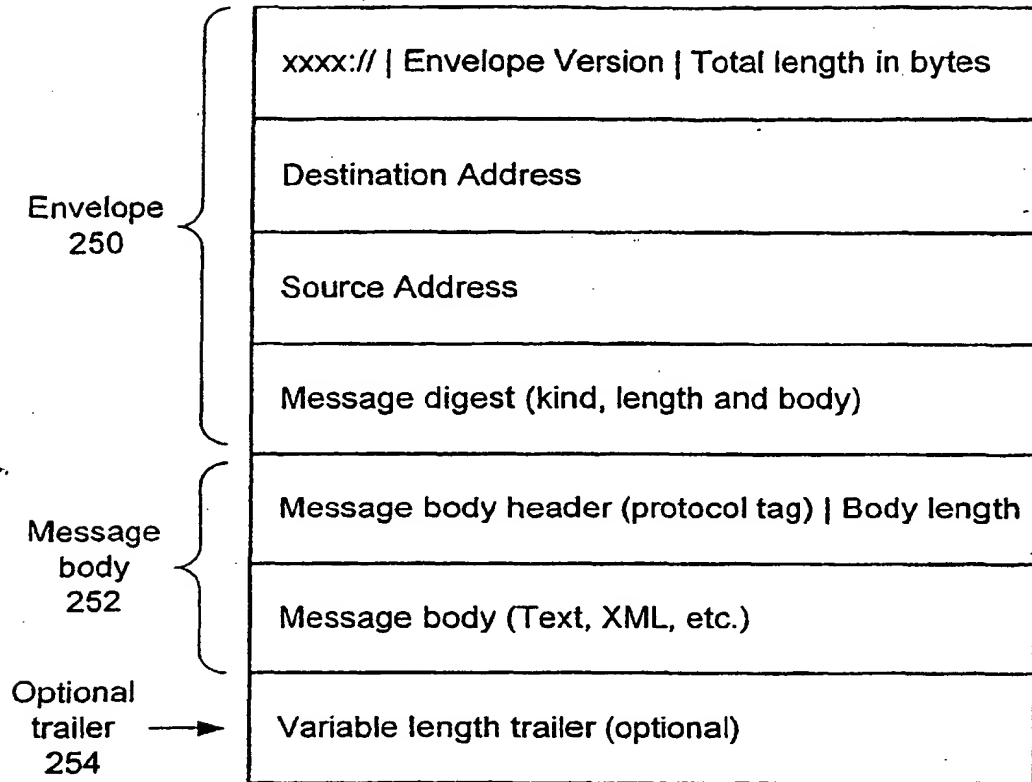 xxxx:// | Envelope Version | Total length in bytes
Destination Address
Envelope
250
Source Address
Message digest (kind, length and body)
Message body header (protocol tag) | Body length
Message
body
252
Message body (Text, XML, etc.)
Optional
trailer
254
Variable length trailer (optional)